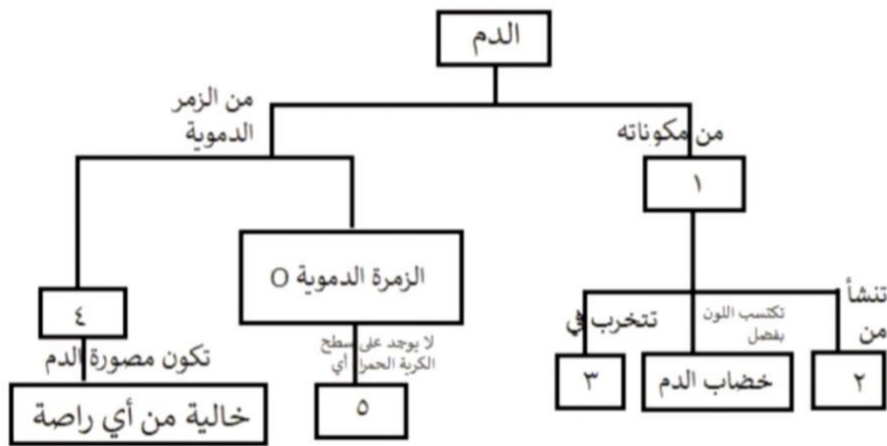 الدم
من الزمر
الدموية
من مكوناته
١
الزمرة الدموية O
٤
تنشأ
من
تكتسب اللون
بفضل
تتخرب في
لا يوجد على سطح
الكرية الحمرا أي
تكون مصورة الدم
٢
خضاب الدم
٣
٥
خالية من أي راصة